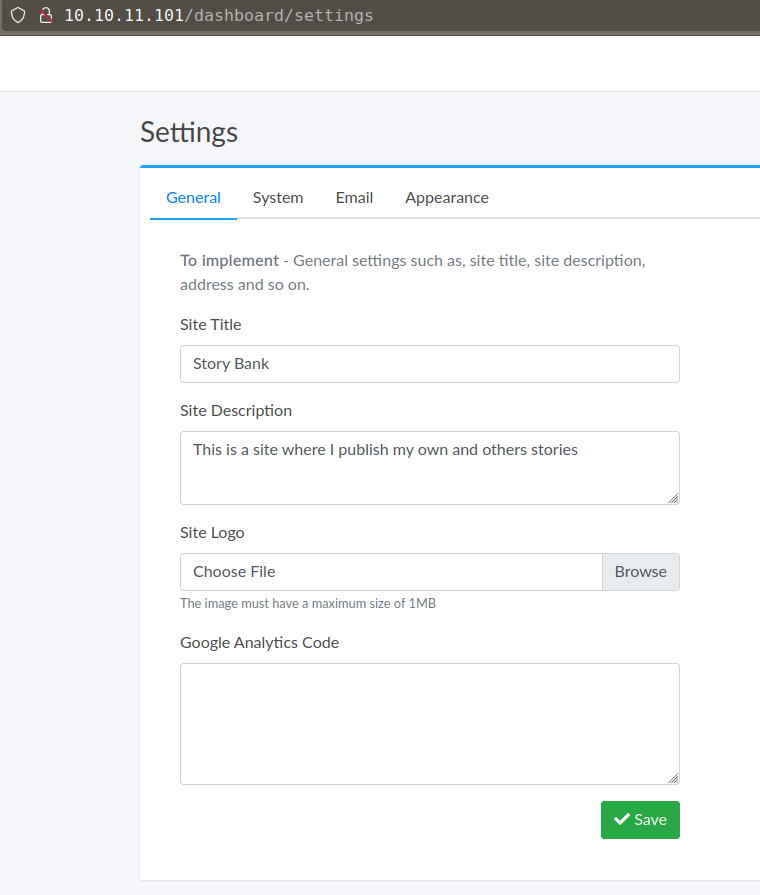 10.10.11.101/dashboard/settings
Settings
General System Email Appearance
To implement - General settings such as, site title, site description,
address and so on.
Site Title
Story Bank
Site Description
This is a site where I publish my own and others stories
Site Logo
Choose File Browse
The image must have a maximum size of 1MB
Google Analytics Code
Save